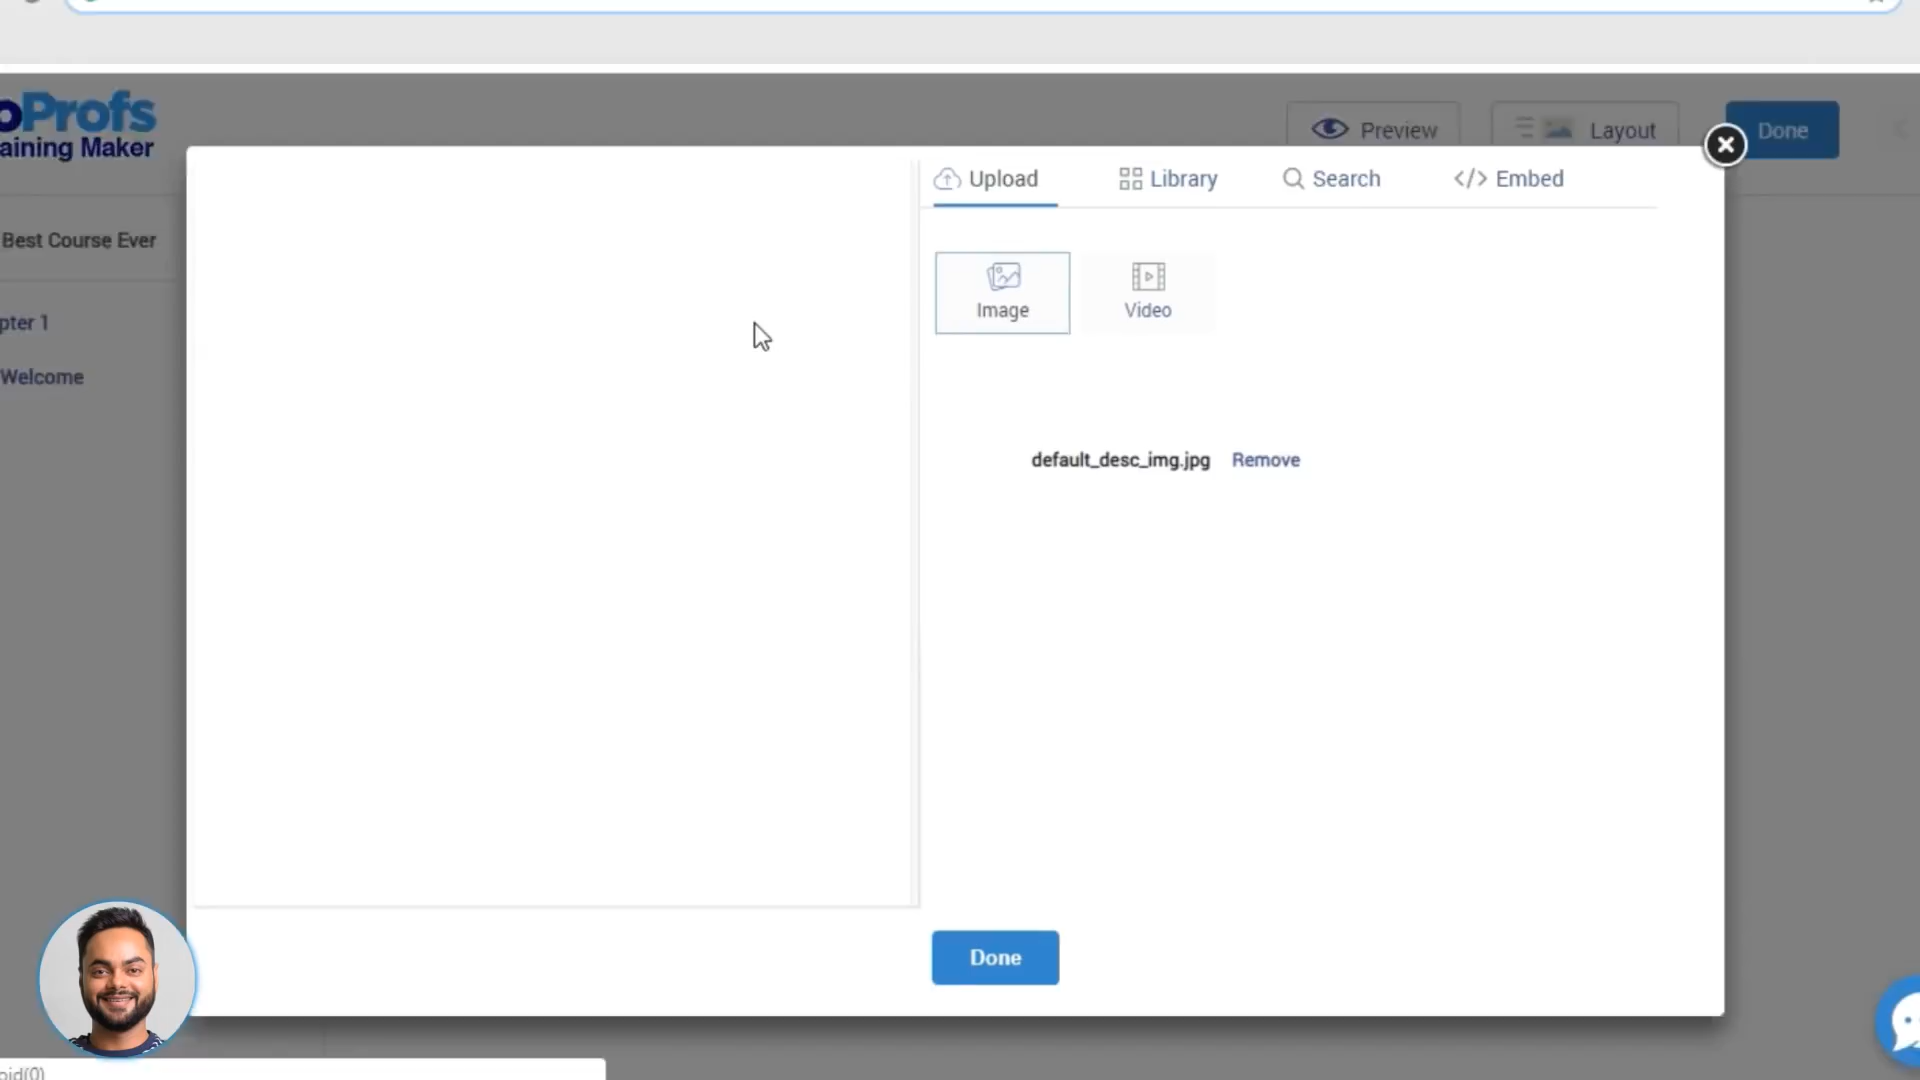 oProfs
aining Maker
Preview
Layout
Done
Upload
Library
Search
</> Embed
Best Course Ever
Image
Video
pter 1
Welcome
default_desc_img.jpg Remove
Done
oid(0)